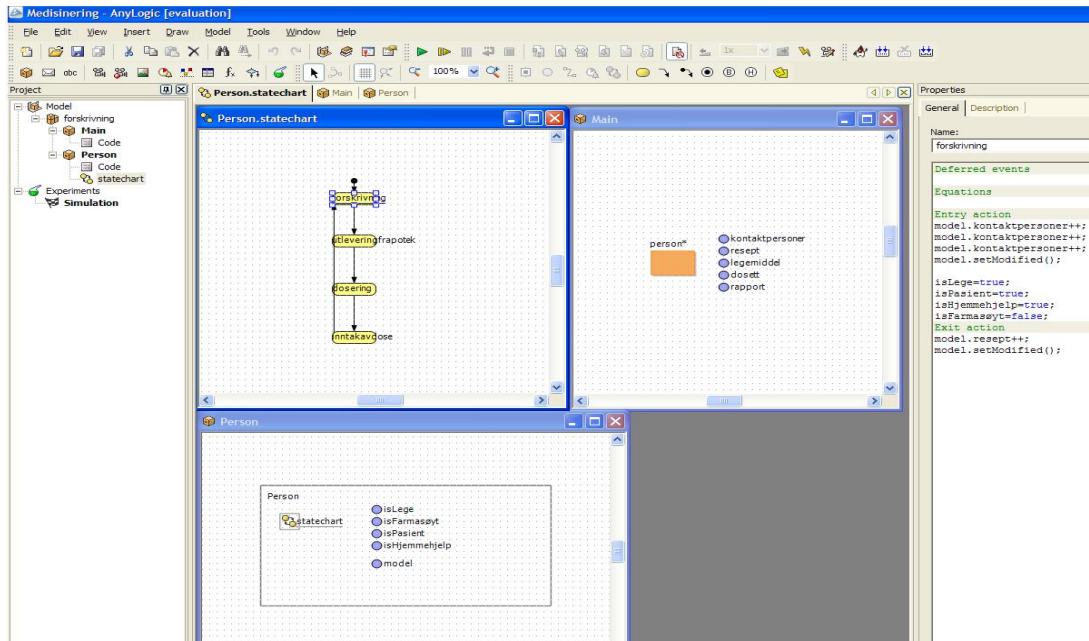 Medisinering - AnyLogic [evaluation]
File Edit View Insert Draw Model Tools Window Help
abc 100% 1x
Project
Model
forskrivning
Main
Code
Person
Code
statechart
Experiments
Simulation
Person.statechart Main Person
Person.statechart
forskrivning
utleveringfrapotek
dosering
inntakavdose
Main
person*
kontaktpersoner
resept
legemiddel
dosett
rapport
Person
Person
statechart
isLege
isFarmasøyt
isPasient
isHjemmehjelp
model
Properties
General Description
Name:
forskrivning
Deferred events
Equations
Entry action
model.kontaktpersoner++;
model.kontaktpersoner++;
model.kontaktpersoner++;
model.setModified();
isLege=true;
isPasient=true;
isHjemmehjelp=true;
isFarmasøyt=false;
Exit action
model.resept++;
model.setModified();